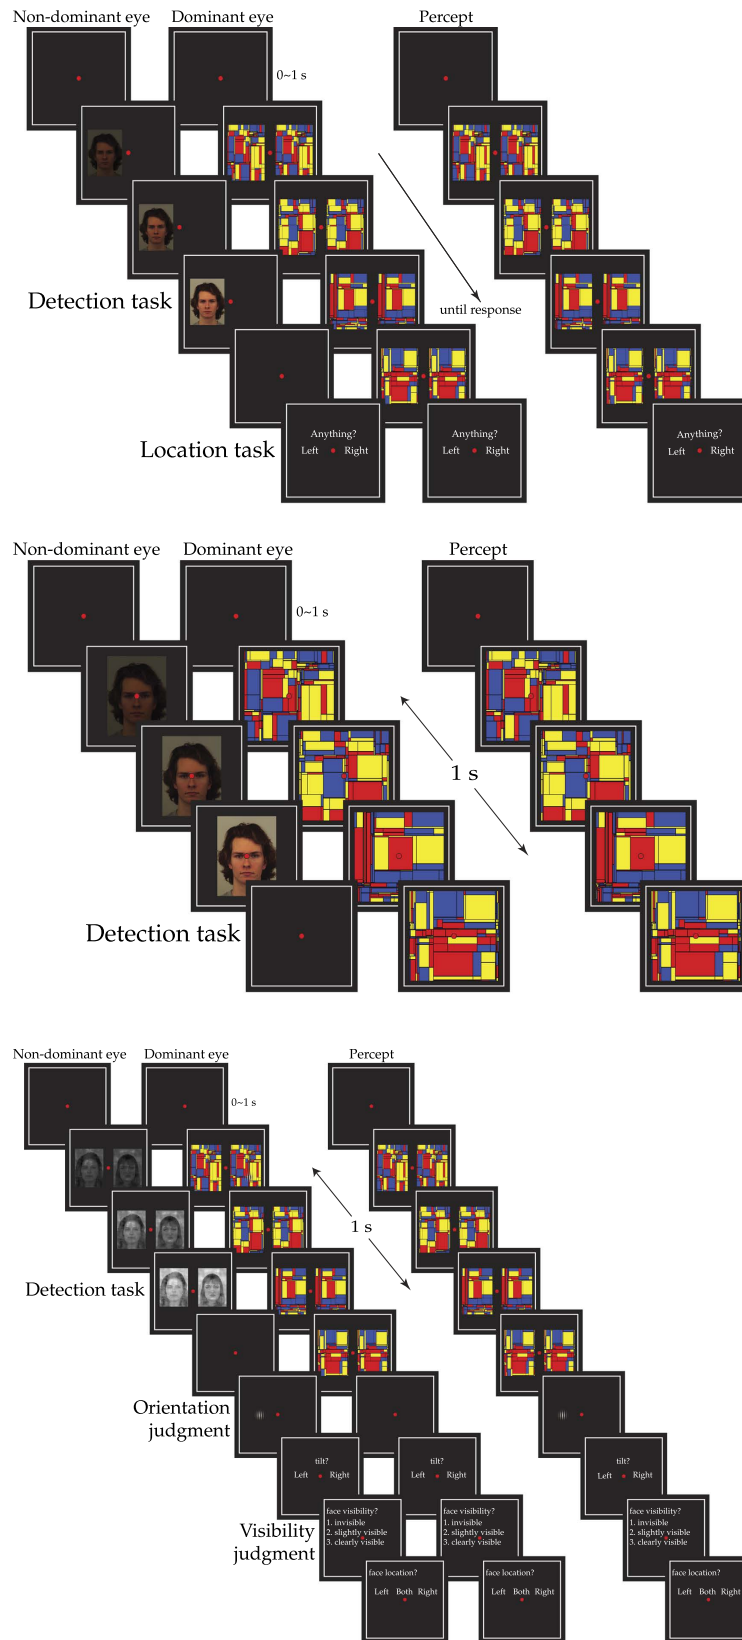 Non-dominant eye Dominant eye Percept
0~1 s
Detection task
until response
Location task
Anything?
Left Right
Anything?
Left Right
Anything?
Left Right
Non-dominant eye Dominant eye Percept
0~1 s
1 s
Detection task
Non-dominant eye Dominant eye Percept
0~1 s
1 s
Detection task
Orientation
judgment
tilt?
Left Right
tilt?
Left Right
tilt?
Left Right
Visibility
judgment
face visibility?
1. invisible
2. slightly visible
3. clearly visible
face visibility?
1. invisible
2. slightly visible
3. clearly visible
face visibility?
1. invisible
2. slightly visible
3. clearly visible
face location?
Left Both Right
face location?
Left Both Right
face location?
Left Both Right